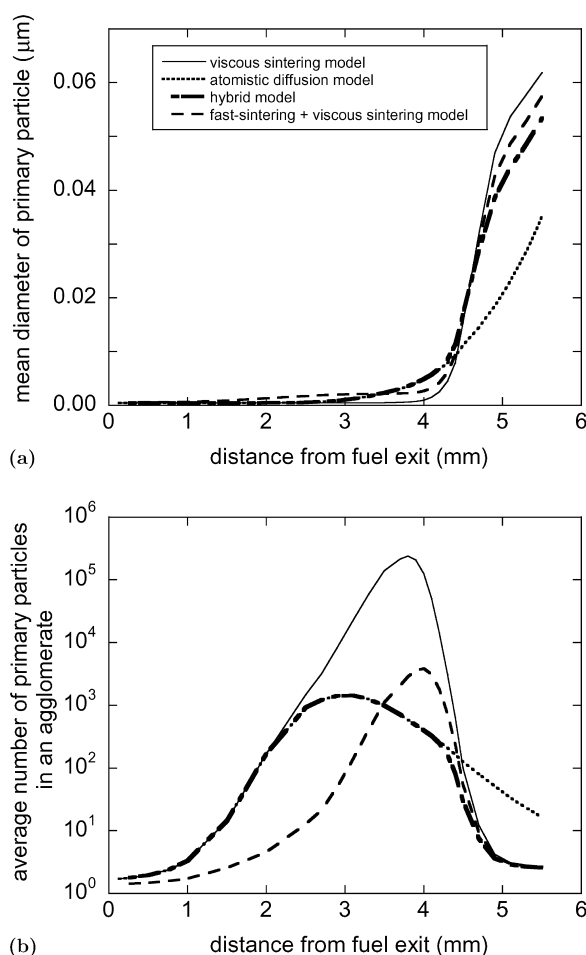 mean diameter of primary particle (μm)
0.06
0.04
0.02
0.00
viscous sintering model
atomistic diffusion model
hybrid model
fast-sintering + viscous sintering model
0 1 2 3 4 5 6
distance from fuel exit (mm)
(a)
average number of primary particles
in an agglomerate
10^6
10^5
10^4
10^3
10^2
10^1
10^0
0 1 2 3 4 5 6
distance from fuel exit (mm)
(b)